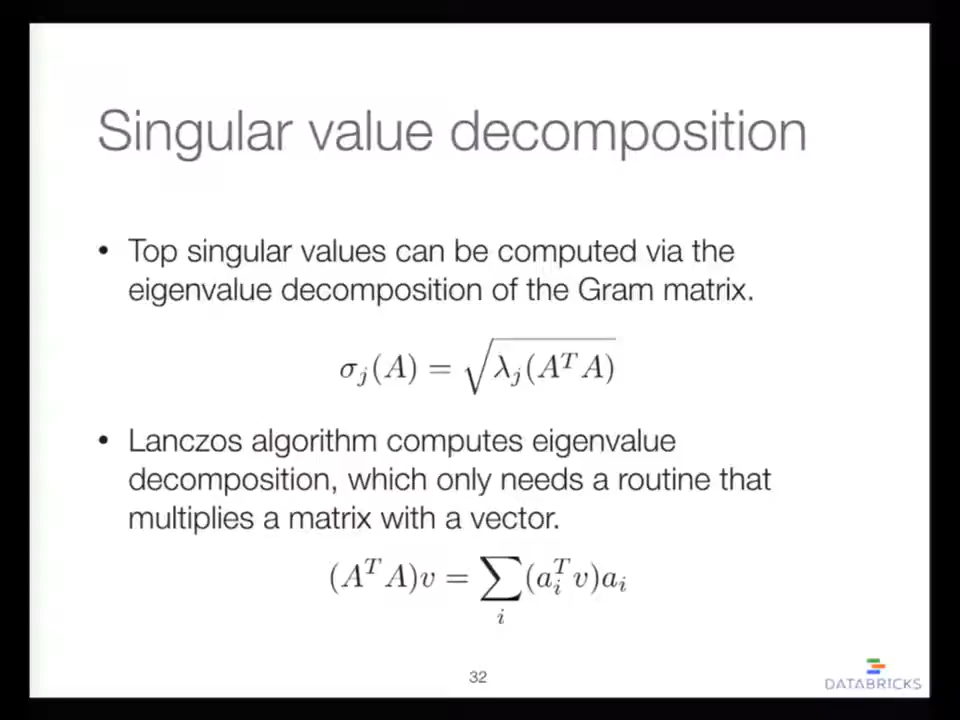 Singular value decomposition
• Top singular values can be computed via the
eigenvalue decomposition of the Gram matrix.
σ_j(A) = √(λ_j(A^T A))
• Lanczos algorithm computes eigenvalue
decomposition, which only needs a routine that
multiplies a matrix with a vector.
(A^T A)v = ∑_i (a_i^T v)a_i
32
DATABRICKS